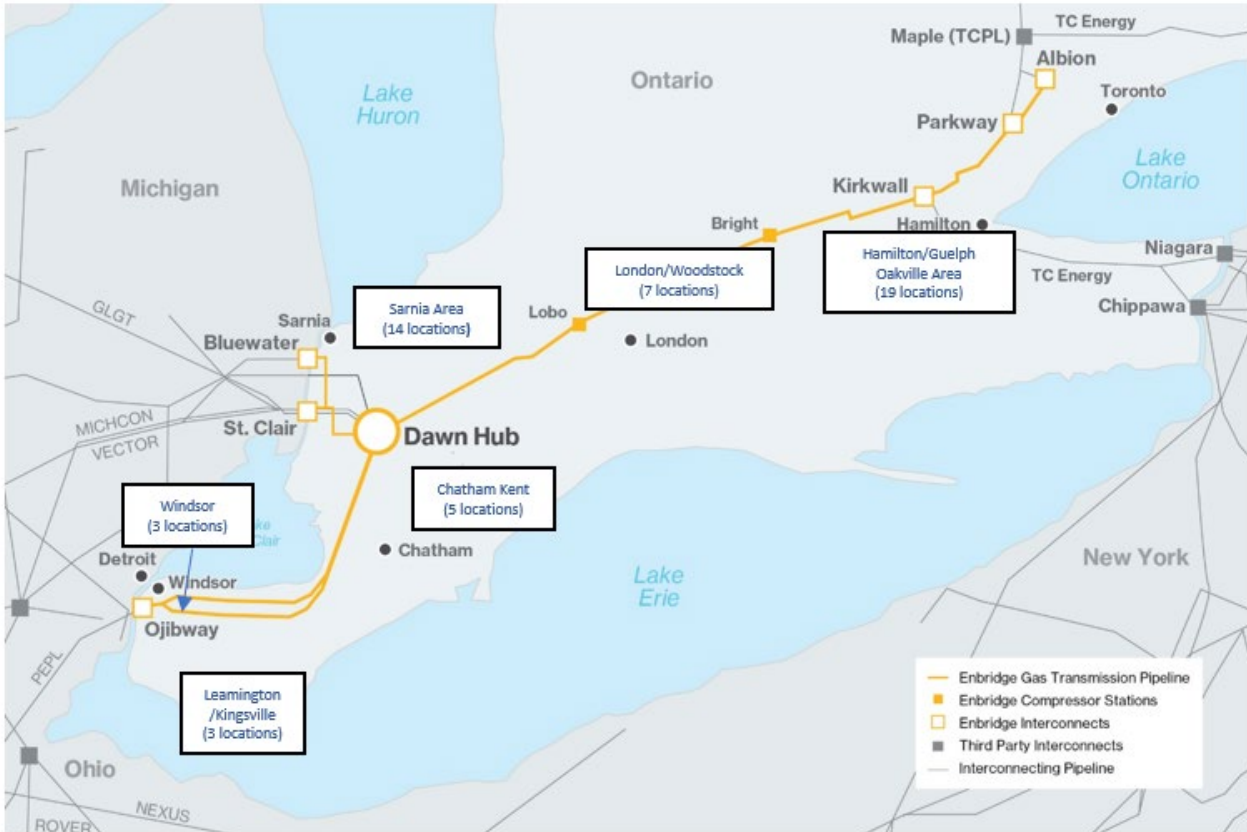 TC Energy
Maple (TCPL)
Albion
Ontario
Lake
Huron
Toronto
Parkway
Lake
Ontario
Michigan
Kirkwall
Bright
Hamilton
Niagara
London/Woodstock
(7 locations)
Hamilton/Guelph
Oakville Area
(19 locations)
TC Energy
Chippawa
GLGT
Sarnia Area
(14 locations)
Sarnia
Lobo
Bluewater
London
MICHCON
VECTOR
St. Clair
Dawn Hub
Windsor
(3 locations)
Chatham Kent
(5 locations)
Clair
Detroit
Chatham
New York
Windsor
Lake
Erie
Ojibway
PEPL
Leamington
/Kingsville
(3 locations)
Enbridge Gas Transmission Pipeline
Enbridge Compressor Stations
Enbridge Interconnects
Third Party Interconnects
Interconnecting Pipeline
Ohio
NEXUS
ROVER